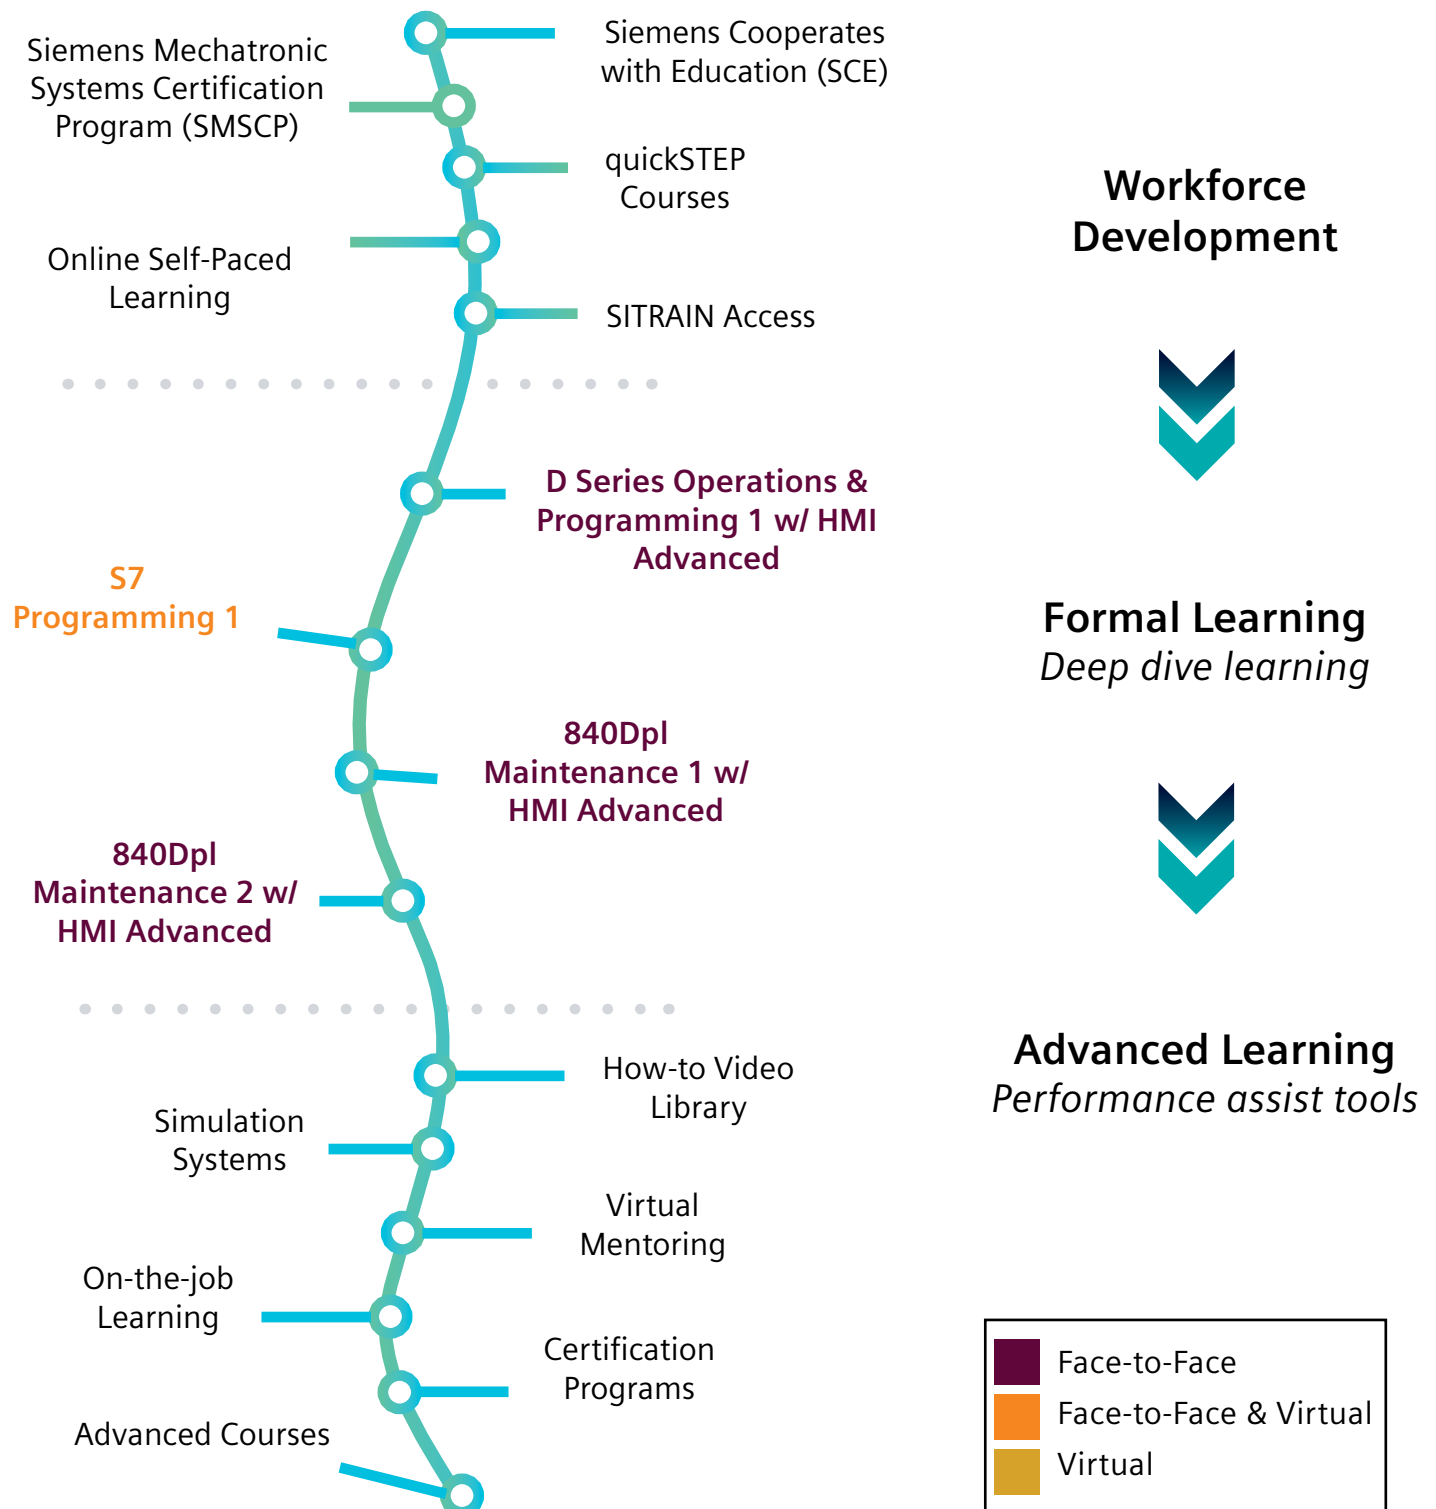 Siemens Cooperates
with Education (SCE)
Siemens Mechatronic
Systems Certification
Program (SMSCP)
quickSTEP
Courses
Online Self-Paced
Learning
SITRAIN Access
Workforce
Development
D Series Operations &
Programming 1 w/ HMI
Advanced
S7
Programming 1
840Dpl
Maintenance 1 w/
HMI Advanced
840Dpl
Maintenance 2 w/
HMI Advanced
Formal Learning
Deep dive learning
How-to Video
Library
Simulation
Systems
Virtual
Mentoring
On-the-job
Learning
Certification
Programs
Advanced Courses
Advanced Learning
Performance assist tools
Face-to-Face
Face-to-Face & Virtual
Virtual